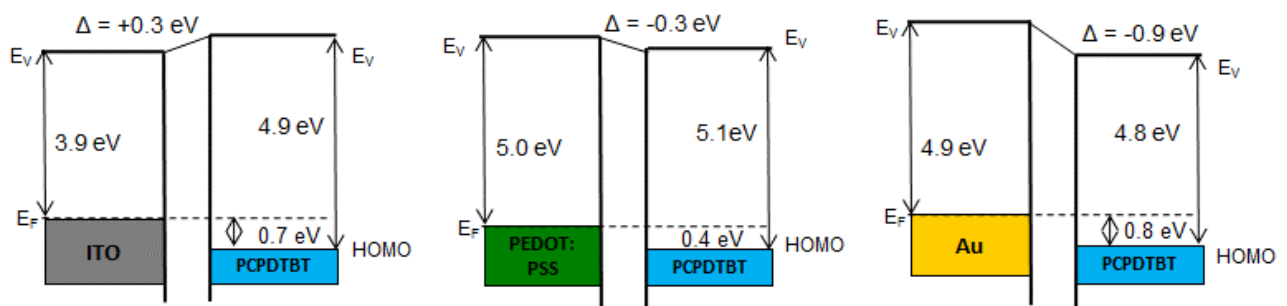 Δ = +0.3 eV
E_V
E_V
3.9 eV
4.9 eV
E_F
0.7 eV
ITO
PCPDTBT
HOMO
Δ = -0.3 eV
E_V
E_V
5.0 eV
5.1eV
E_F
0.4 eV
PEDOT:
PSS
PCPDTBT
HOMO
Δ = -0.9 eV
E_V
E_V
4.9 eV
4.8 eV
E_F
0.8 eV
Au
PCPDTBT
HOMO